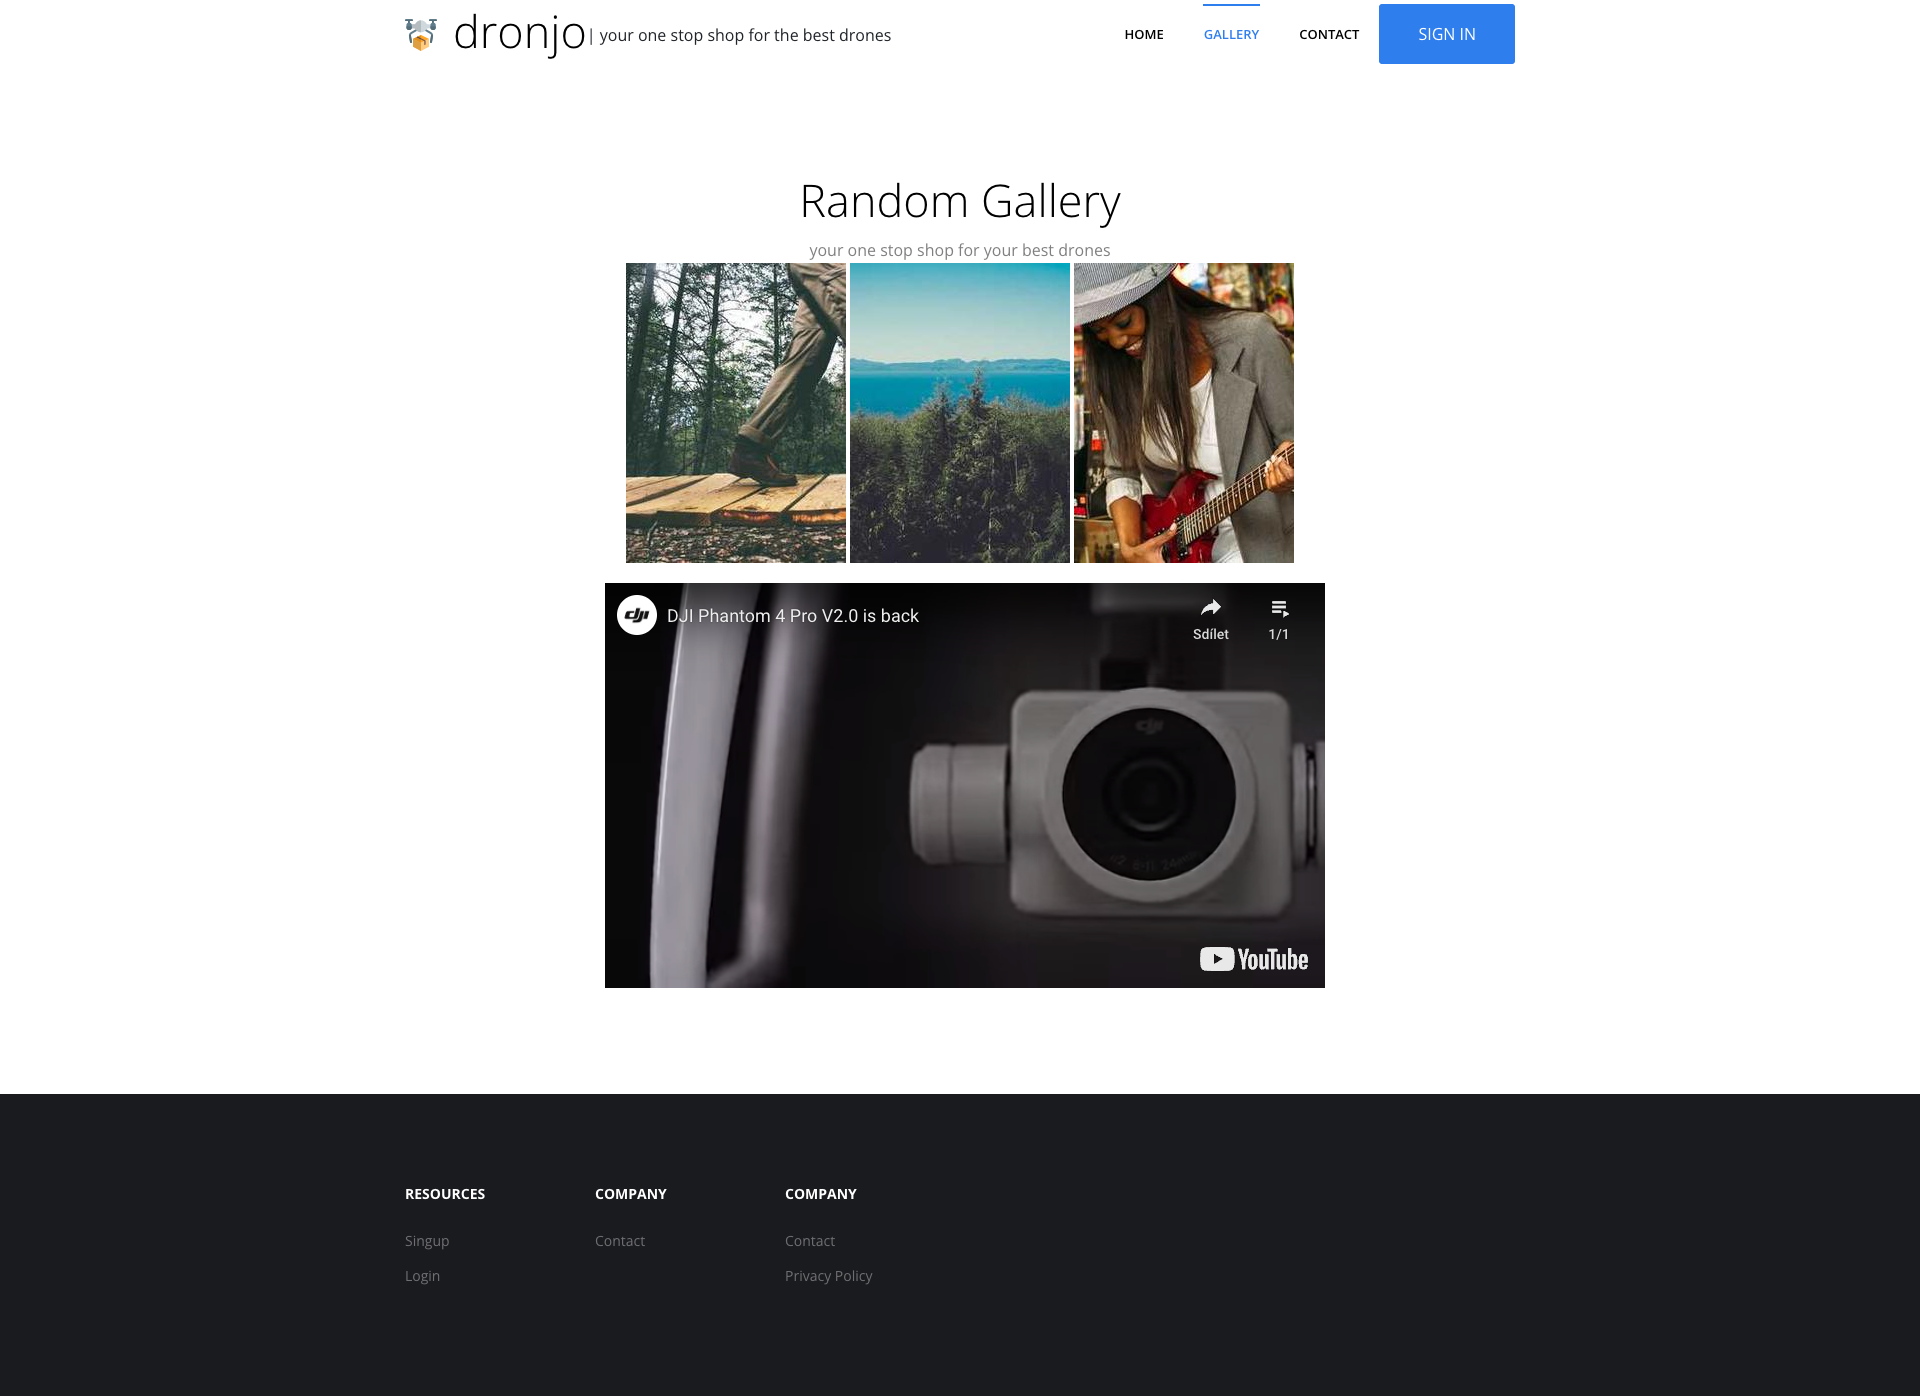 dronjo | your one stop shop for the best drones
HOME
GALLERY
CONTACT
SIGN IN
Random Gallery
your one stop shop for your best drones
dji
DJI Phantom 4 Pro V2.0 is back
Sdílet
1/1
YouTube
RESOURCES
Singup
Login
COMPANY
Contact
COMPANY
Contact
Privacy Policy